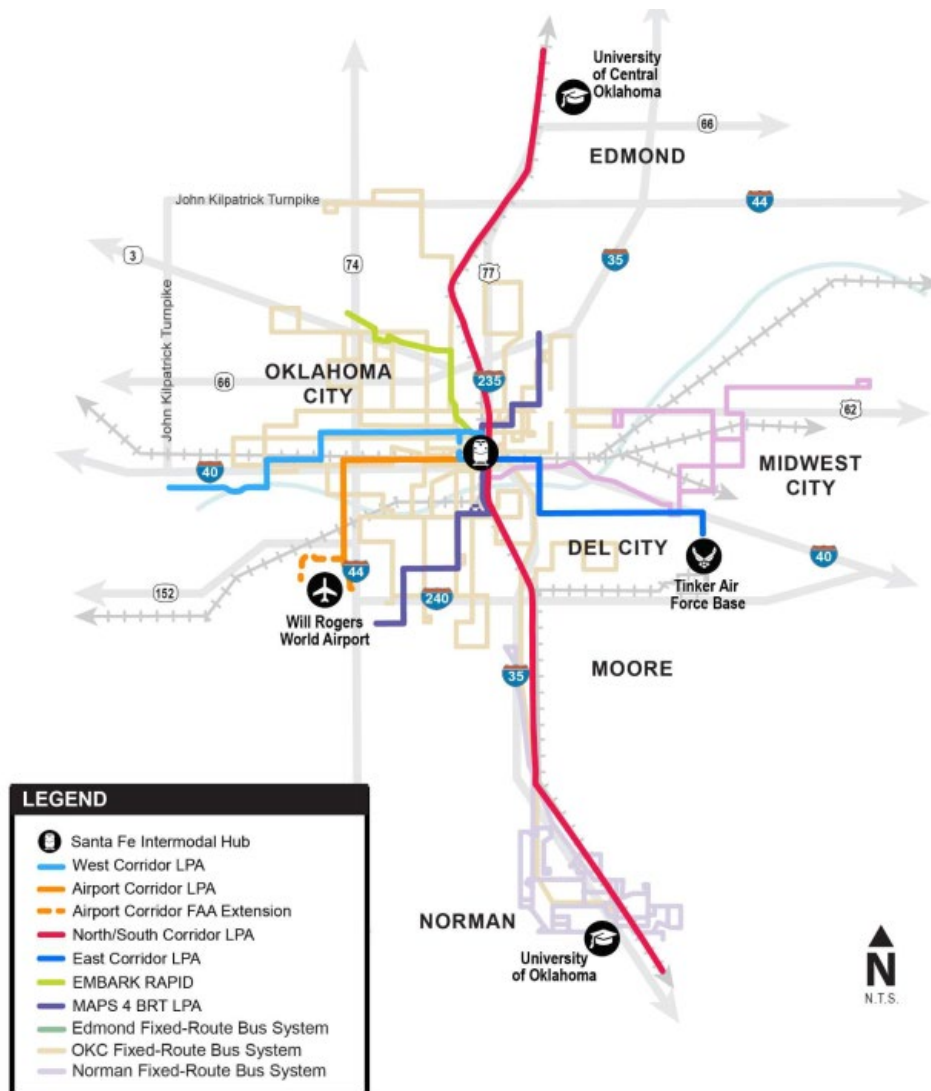 University
of Central
Oklahoma
66
EDMOND
John Kilpatrick Turnpike
44
3
74
77
35
John Kilpatrick Turnpike
66
OKLAHOMA
CITY
235
62
40
MIDWEST
CITY
DEL CITY
40
44
152
240
Tinker Air
Force Base
Will Rogers
World Airport
35
MOORE
LEGEND
Santa Fe Intermodal Hub
West Corridor LPA
Airport Corridor LPA
Airport Corridor FAA Extension
North/South Corridor LPA
East Corridor LPA
EMBARK RAPID
MAPS 4 BRT LPA
Edmond Fixed-Route Bus System
OKC Fixed-Route Bus System
Norman Fixed-Route Bus System
NORMAN
University
of Oklahoma
N
N.T.S.